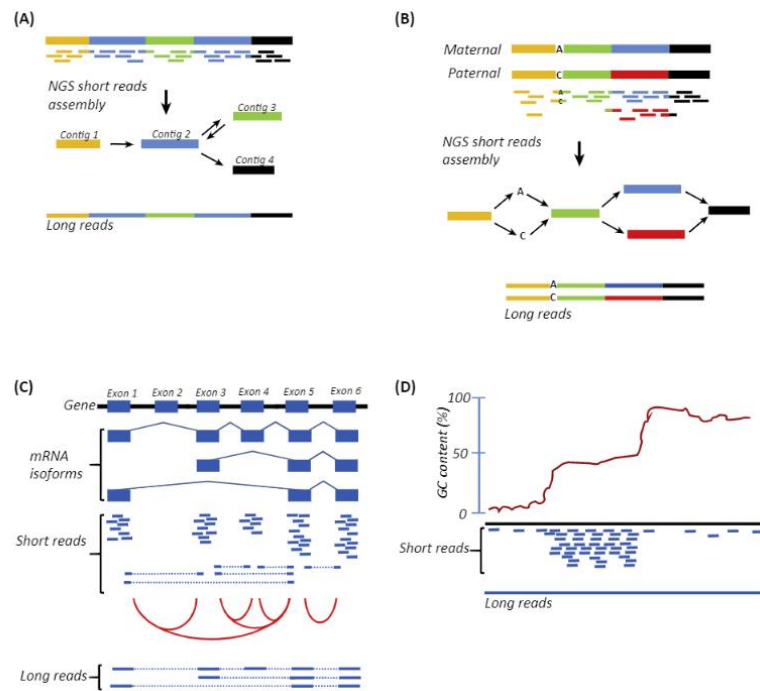 (A)
NGS short reads
assembly
Contig 1
Contig 2
Contig 3
Contig 4
Long reads
(B)
Maternal
A
Paternal
C
A
C
NGS short reads
assembly
A
C
A
C
Long reads
(C)
Exon 1 Exon 2 Exon 3 Exon 4 Exon 5 Exon 6
Gene
mRNA
isoforms
Short reads
Long reads
(D)
GC content (%)
100
50
0
Short reads
Long reads